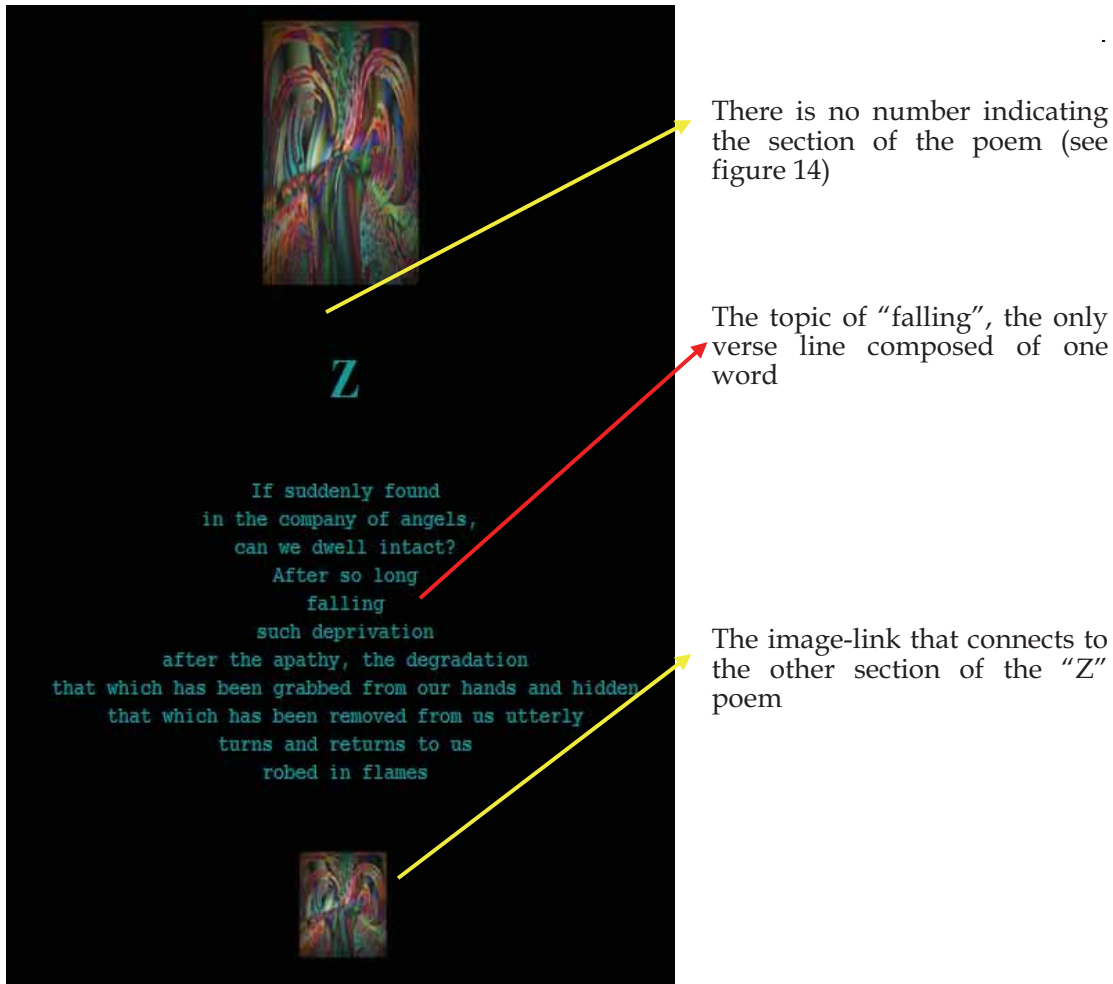 .
There is no number indicating
the section of the poem (see
figure 14)
The topic of “falling”, the only
verse line composed of one
word
The image-link that connects to
the other section of the “Z”
poem
Z
If suddenly found
in the company of angels,
can we dwell intact?
After so long
falling
such deprivation
after the apathy, the degradation
that which has been grabbed from our hands and hidden
that which has been removed from us utterly
turns and returns to us
robed in flames